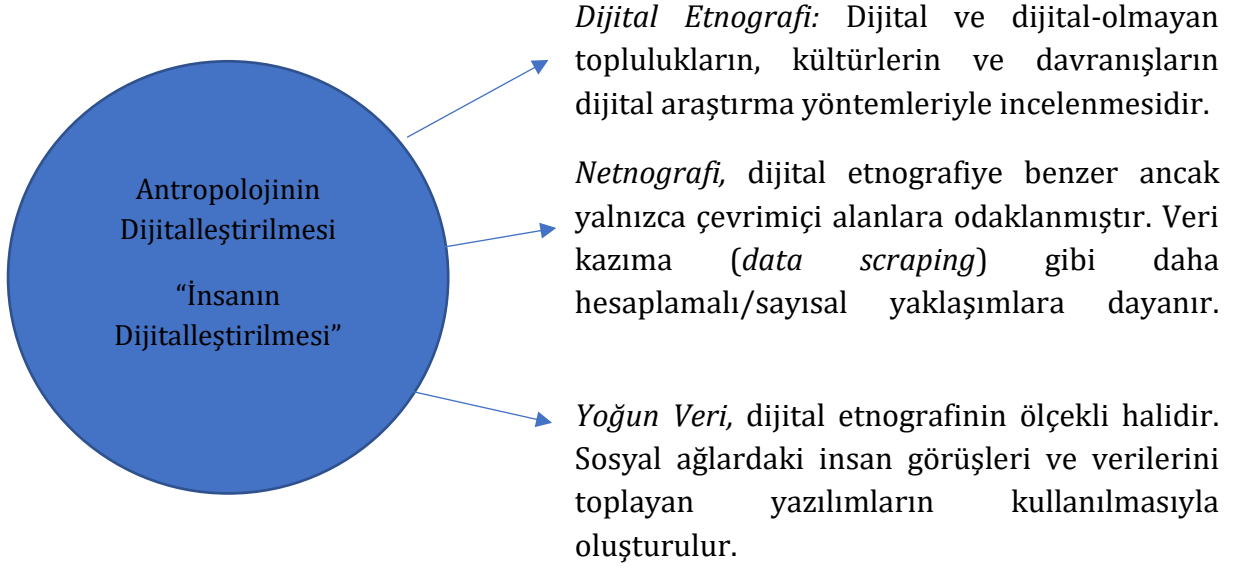 Antropolojinin
Dijitalleştirilmesi
“İnsanın
Dijitalleştirilmesi”
Dijital Etnografi: Dijital ve dijital-olmayan
toplulukların, kültürlerin ve davranışların
dijital araştırma yöntemleriyle incelenmesidir.
Netnografi, dijital etnografiye benzer ancak
yalnızca çevrimiçi alanlara odaklanmıştır. Veri
kazıma (data scraping) gibi daha
hesaplamalı/sayısal yaklaşımlara dayanır.
Yoğun Veri, dijital etnografinin ölçekli halidir.
Sosyal ağlardaki insan görüşleri ve verilerini
toplayan yazılımların kullanılmasıyla
oluşturulur.